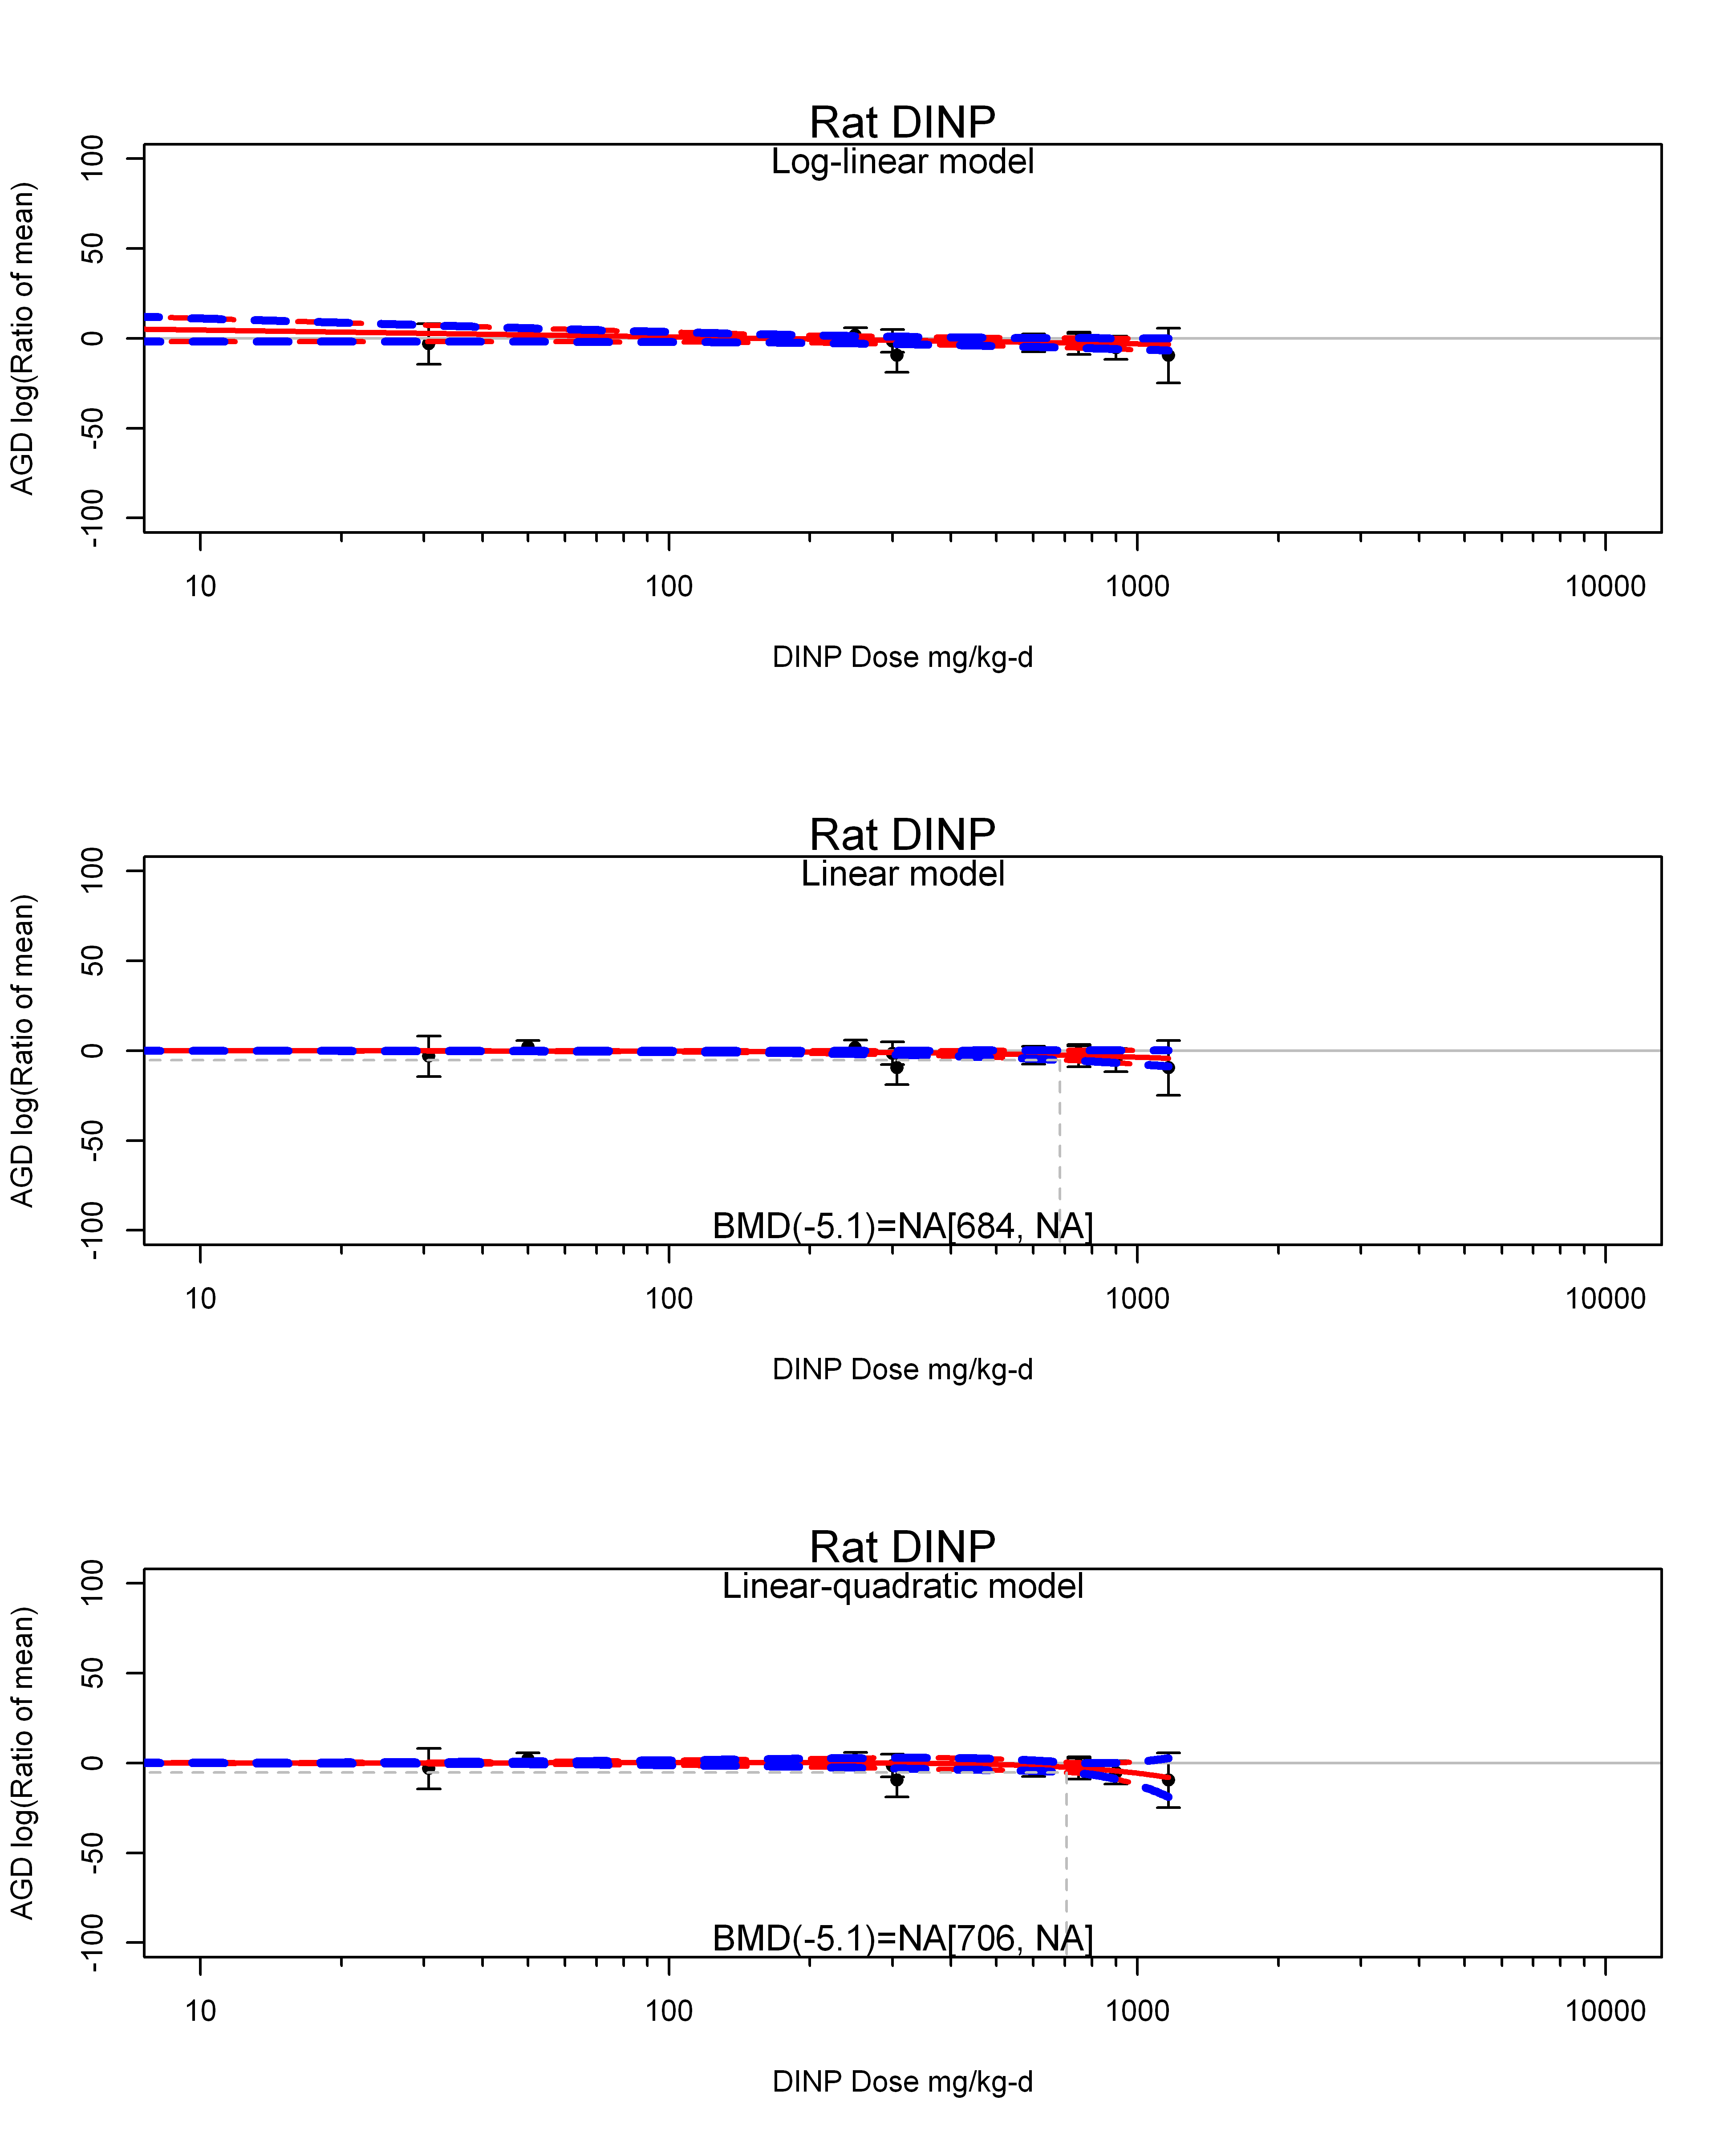 Rat DINP
Log-linear model
AGD log(Ratio of mean)
100
50
0
-50
-100
10 100 1000 10000
DINP Dose mg/kg-d
Rat DINP
Linear model
AGD log(Ratio of mean)
100
50
0
-50
-100
BMD(-5.1)=NA[684, NA]
10 100 1000 10000
DINP Dose mg/kg-d
Rat DINP
Linear-quadratic model
AGD log(Ratio of mean)
100
50
0
-50
-100
BMD(-5.1)=NA[706, NA]
10 100 1000 10000
DINP Dose mg/kg-d